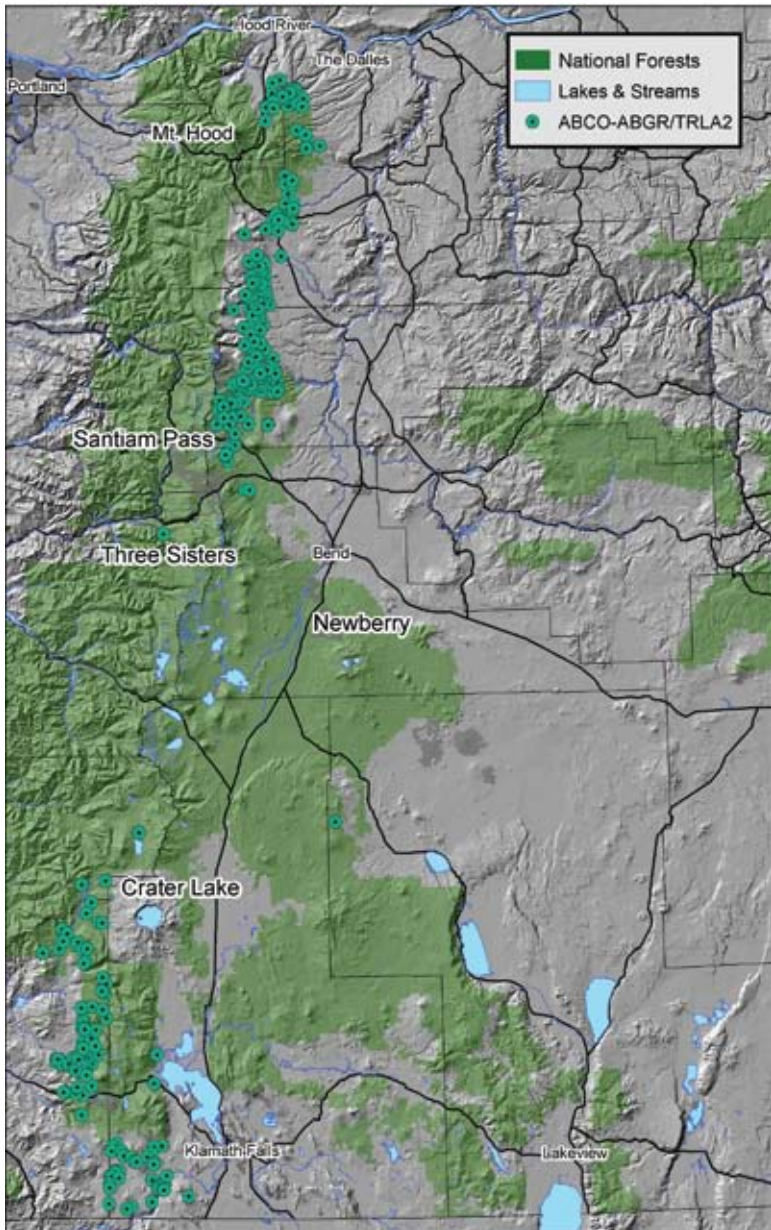 Hood River
The Dalles
Portland
National Forests
Lakes & Streams
ABCO-ABGR/TRLA2
Mt. Hood
Santiam Pass
Three Sisters
Bend
Newberry
Crater Lake
Klamath Falls
Lakeview